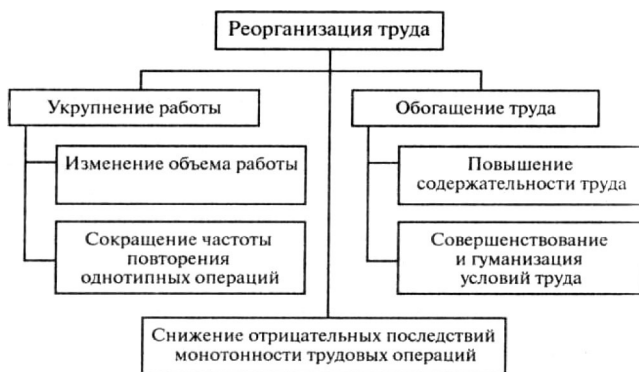 Реорганизация труда
Укрупнение работы
Обогащение труда
Изменение объема работы
Повышение
содержательности труда
Сокращение частоты
повторения
однотипных операций
Совершенствование
и гуманизация
условий труда
Снижение отрицательных последствий
монотонности трудовых операций